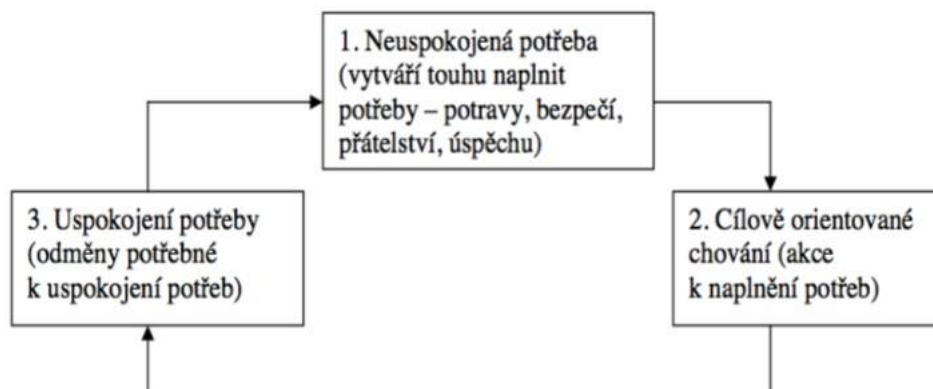 1. Neuspokojená potřeba
(vytváří touhu naplnit
potřeby – potravy, bezpečí,
přátelství, úspěchu)
2. Cílově orientované
chování (akce
k naplnění potřeb)
3. Uspokojení potřeby
(odměny potřebné
k uspokojení potřeb)